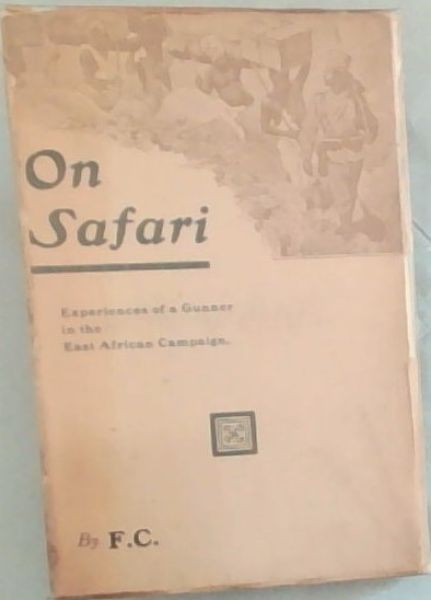 On
Safari
Experiences of a Gunner
in the
East African Campaign.
By F.C.